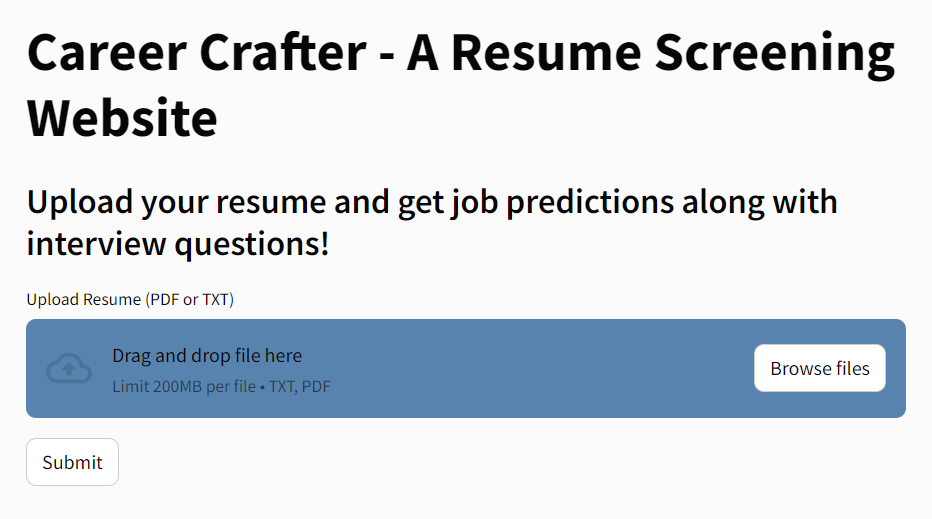 Career Crafter - A Resume Screening
Website
Upload your resume and get job predictions along with
interview questions!
Upload Resume (PDF or TXT)
Drag and drop file here
Limit 200MB per file • TXT, PDF
Browse files
Submit